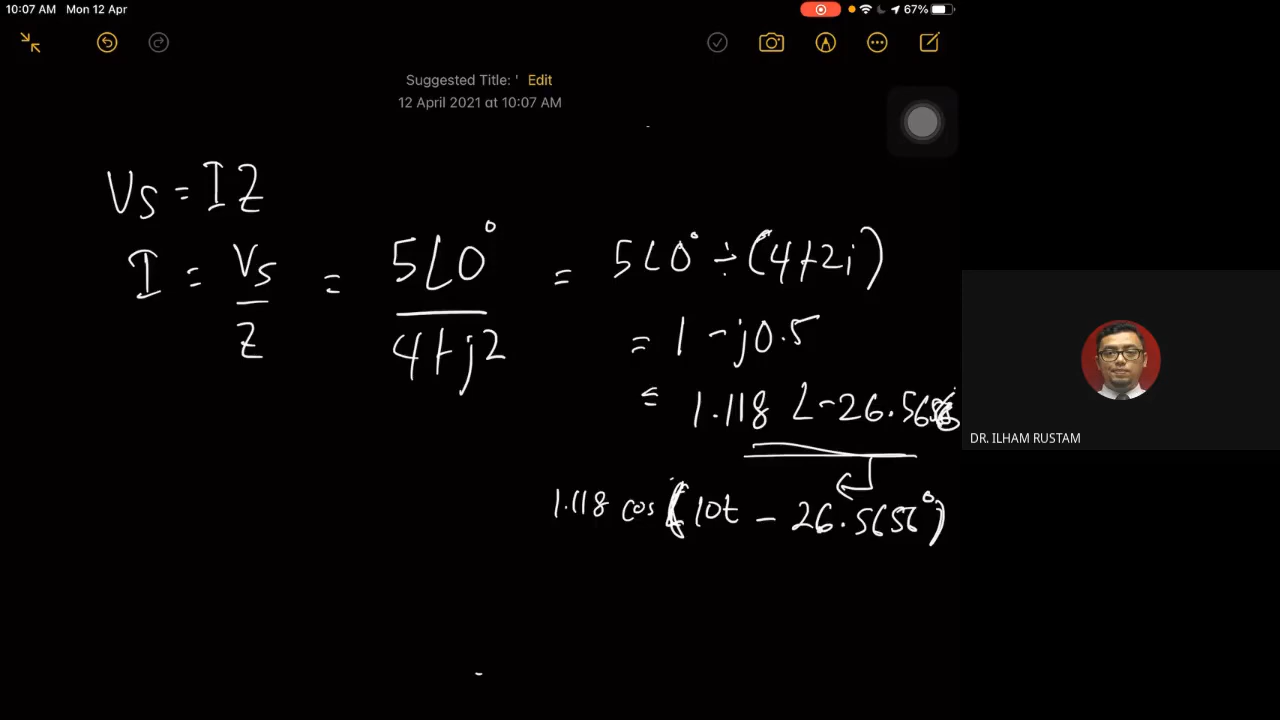 10:07 AM Mon 12 Apr 67%
Suggested Title: ' Edit
12 April 2021 at 10:07 AM
Vs = IZ
I = Vs/Z = 5∠0°/4+j2 = 5∠0° ÷ (4+2i)
= 1 - j0.5
= 1.118 ∠-26.5656
1.118 cos (10t - 26.5656°)
DR. ILHAM RUSTAM